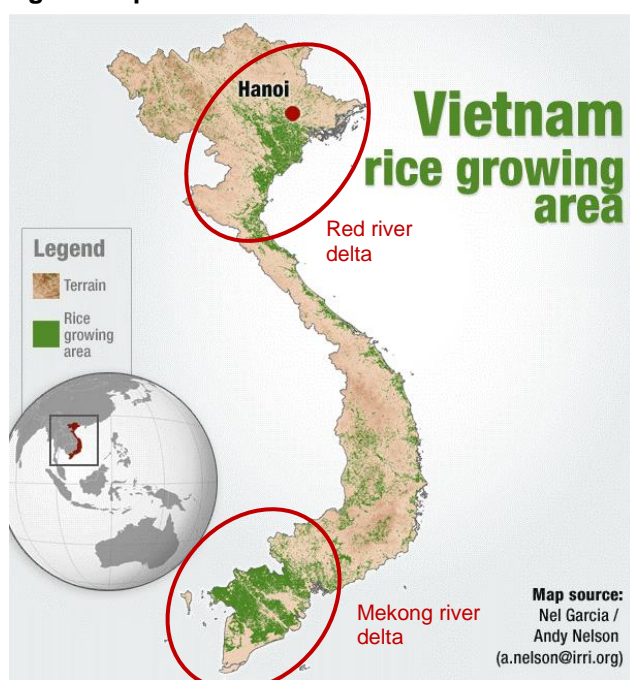 Hanoi
Vietnam
rice growing
area
Red river
delta
Legend
Terrain
Rice
growing
area
Mekong river
delta
Map source:
Nel Garcia /
Andy Nelson
(a.nelson@irri.org)